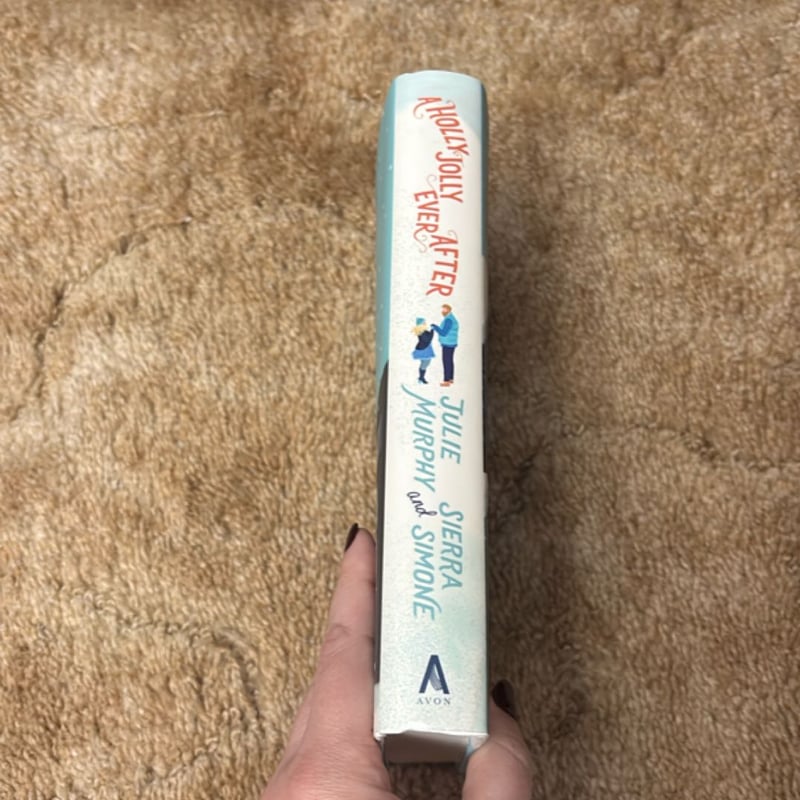 A HOLLY JOLLY
EVER AFTER
JULIE
MURPHY
and
SIERRA
SIMONE
AVON